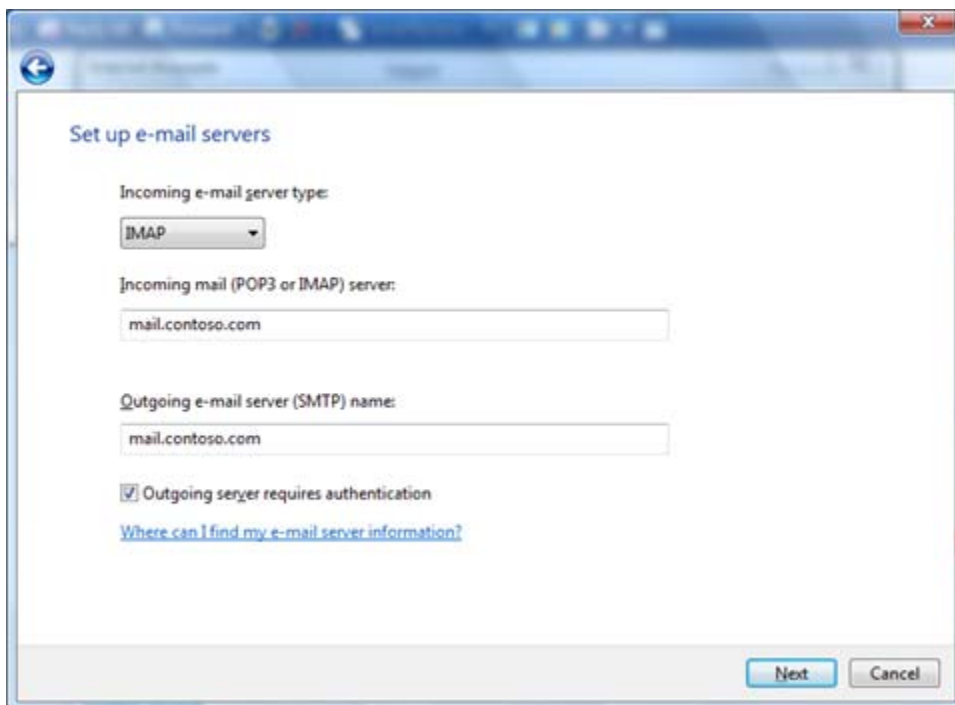 Set up e-mail servers
Incoming e-mail server type:
IMAP
Incoming mail (POP3 or IMAP) server:
mail.contoso.com
Outgoing e-mail server (SMTP) name:
mail.contoso.com
Outgoing server requires authentication
Where can I find my e-mail server information?
Next Cancel